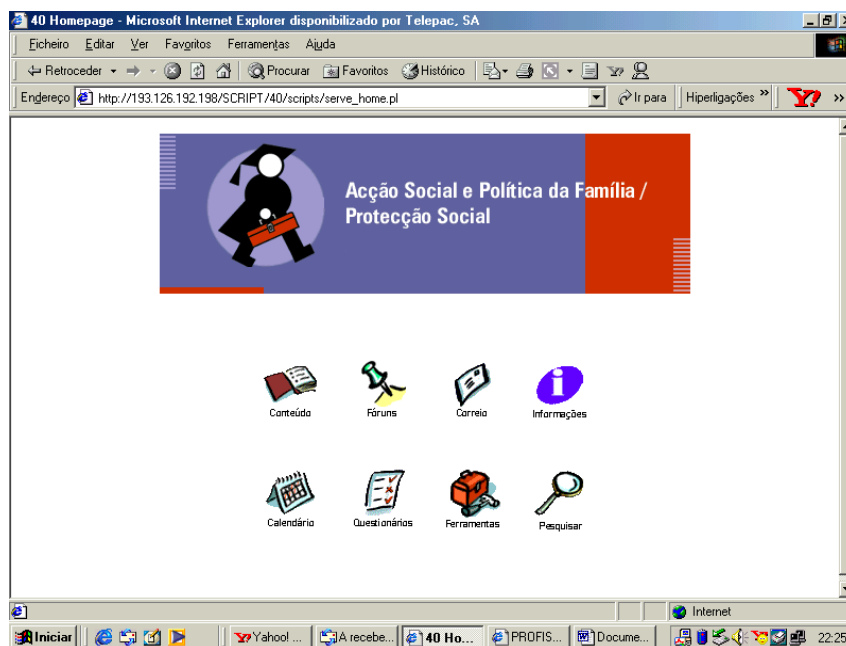 40 Homepage - Microsoft Internet Explorer disponibilizado por Telepac, SA
Ficheiro Editar Ver Favoritos Ferramentas Ajuda
Retroceder Procurar Favoritos Histórico
Endereço http://193.126.192.198/SCRIPT/40/scripts/serve_home.pl Ir para Hiperligações »
Acção Social e Política da Família /
Protecção Social
Conteúdo Fóruns Correio Informações
Calendário Questionários Ferramentas Pesquisar
Internet
Iniciar Yahoo! ... A recebe... 40 Ho... PROFIS... Docume... 22:25